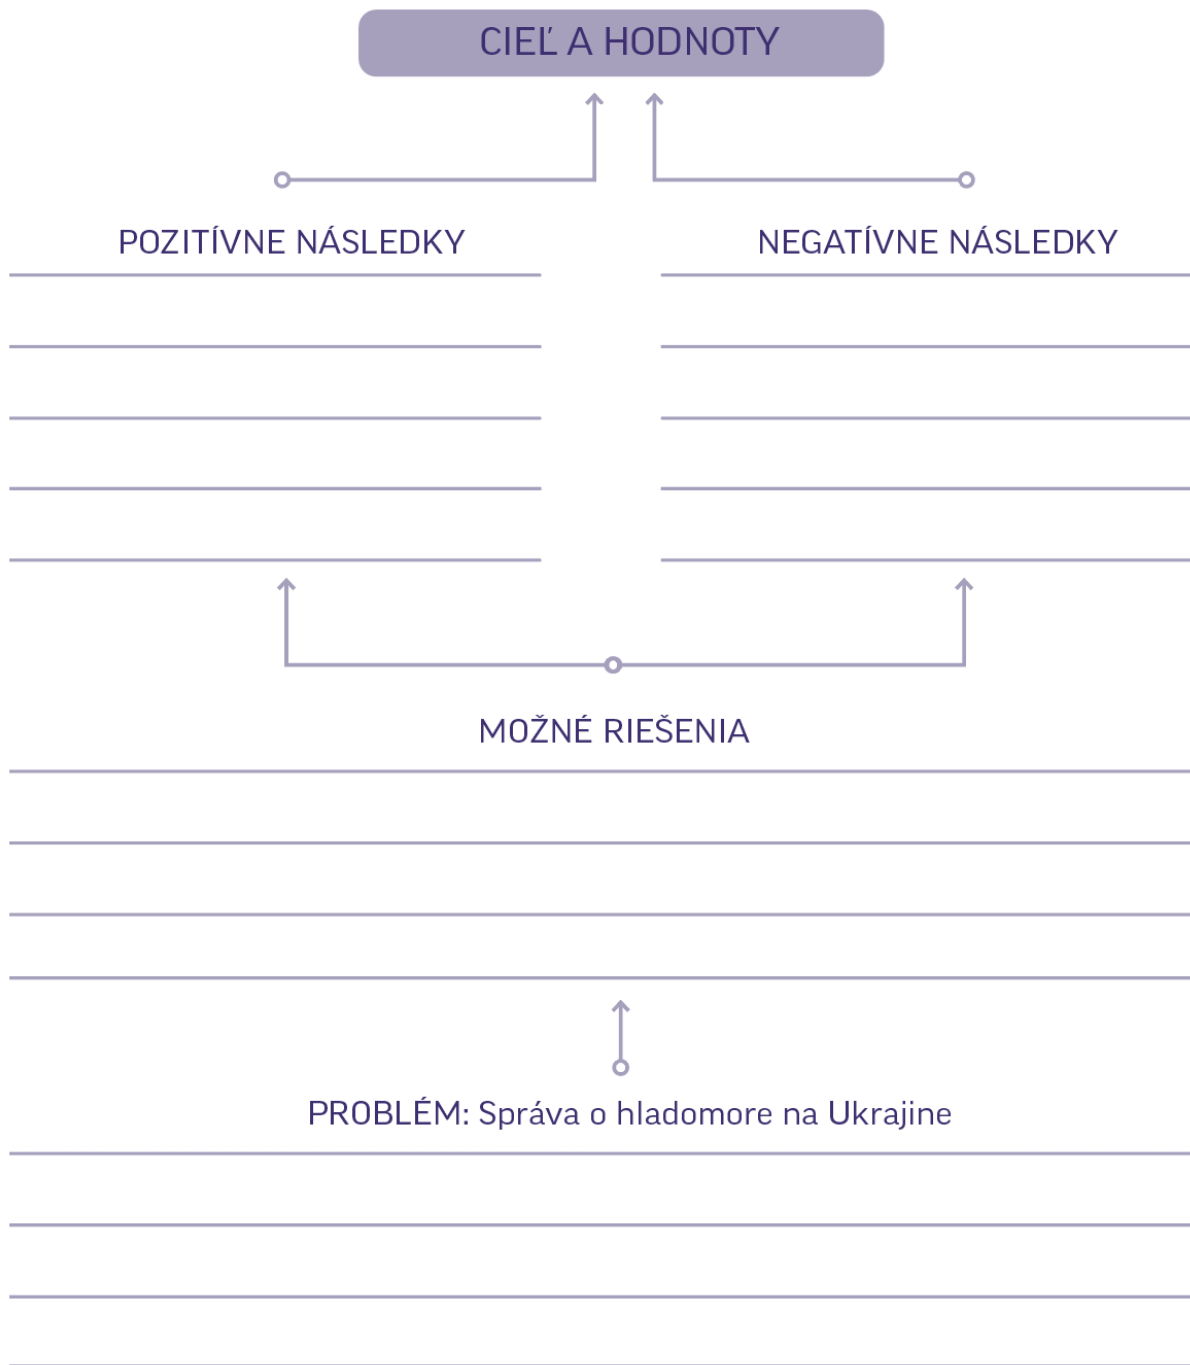 CIEĽ A HODNOTY
POZITÍVNE NÁSLEDKY
NEGATÍVNE NÁSLEDKY
MOŽNÉ RIEŠENIA
PROBLÉM: Správa o hladomore na Ukrajine